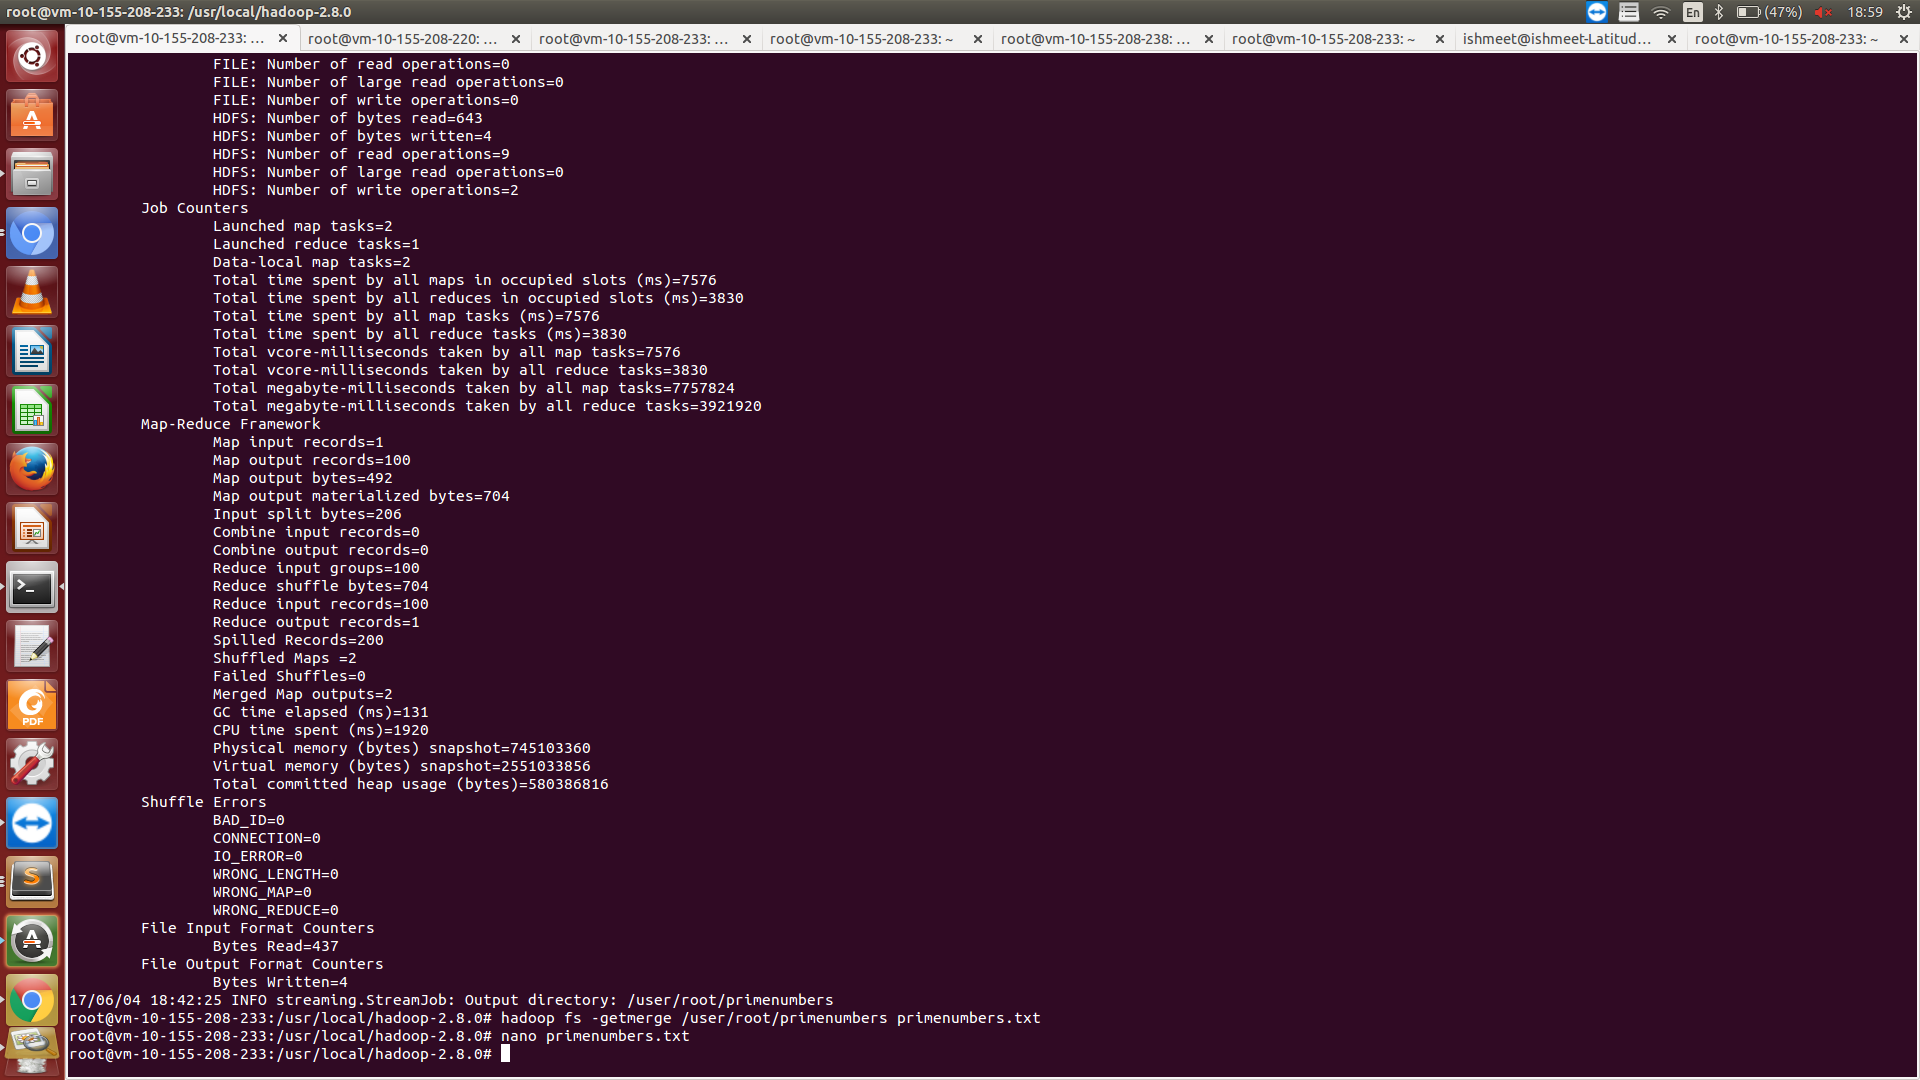 root@vm-10-155-208-233: /usr/local/hadoop-2.8.0
En
(47%)
18:59
root@vm-10-155-208-233: ...
root@vm-10-155-208-220: ...
root@vm-10-155-208-233: ...
root@vm-10-155-208-233: ~
root@vm-10-155-208-238: ...
root@vm-10-155-208-233: ~
ishmeet@ishmeet-Latitud...
root@vm-10-155-208-233: ~
FILE: Number of read operations=0
FILE: Number of large read operations=0
FILE: Number of write operations=0
HDFS: Number of bytes read=643
HDFS: Number of bytes written=4
HDFS: Number of read operations=9
HDFS: Number of large read operations=0
HDFS: Number of write operations=2
Job Counters
Launched map tasks=2
Launched reduce tasks=1
Data-local map tasks=2
Total time spent by all maps in occupied slots (ms)=7576
Total time spent by all reduces in occupied slots (ms)=3830
Total time spent by all map tasks (ms)=7576
Total time spent by all reduce tasks (ms)=3830
Total vcore-milliseconds taken by all map tasks=7576
Total vcore-milliseconds taken by all reduce tasks=3830
Total megabyte-milliseconds taken by all map tasks=7757824
Total megabyte-milliseconds taken by all reduce tasks=3921920
Map-Reduce Framework
Map input records=1
Map output records=100
Map output bytes=492
Map output materialized bytes=704
Input split bytes=206
Combine input records=0
Combine output records=0
Reduce input groups=100
Reduce shuffle bytes=704
Reduce input records=100
Reduce output records=1
Spilled Records=200
Shuffled Maps =2
Failed Shuffles=0
Merged Map outputs=2
GC time elapsed (ms)=131
CPU time spent (ms)=1920
Physical memory (bytes) snapshot=745103360
Virtual memory (bytes) snapshot=2551033856
Total committed heap usage (bytes)=580386816
Shuffle Errors
BAD_ID=0
CONNECTION=0
IO_ERROR=0
WRONG_LENGTH=0
WRONG_MAP=0
WRONG_REDUCE=0
File Input Format Counters
Bytes Read=437
File Output Format Counters
Bytes Written=4
17/06/04 18:42:25 INFO streaming.StreamJob: Output directory: /user/root/primenumbers
root@vm-10-155-208-233:/usr/local/hadoop-2.8.0# hadoop fs -getmerge /user/root/primenumbers primenumbers.txt
root@vm-10-155-208-233:/usr/local/hadoop-2.8.0# nano primenumbers.txt
root@vm-10-155-208-233:/usr/local/hadoop-2.8.0#
PDF